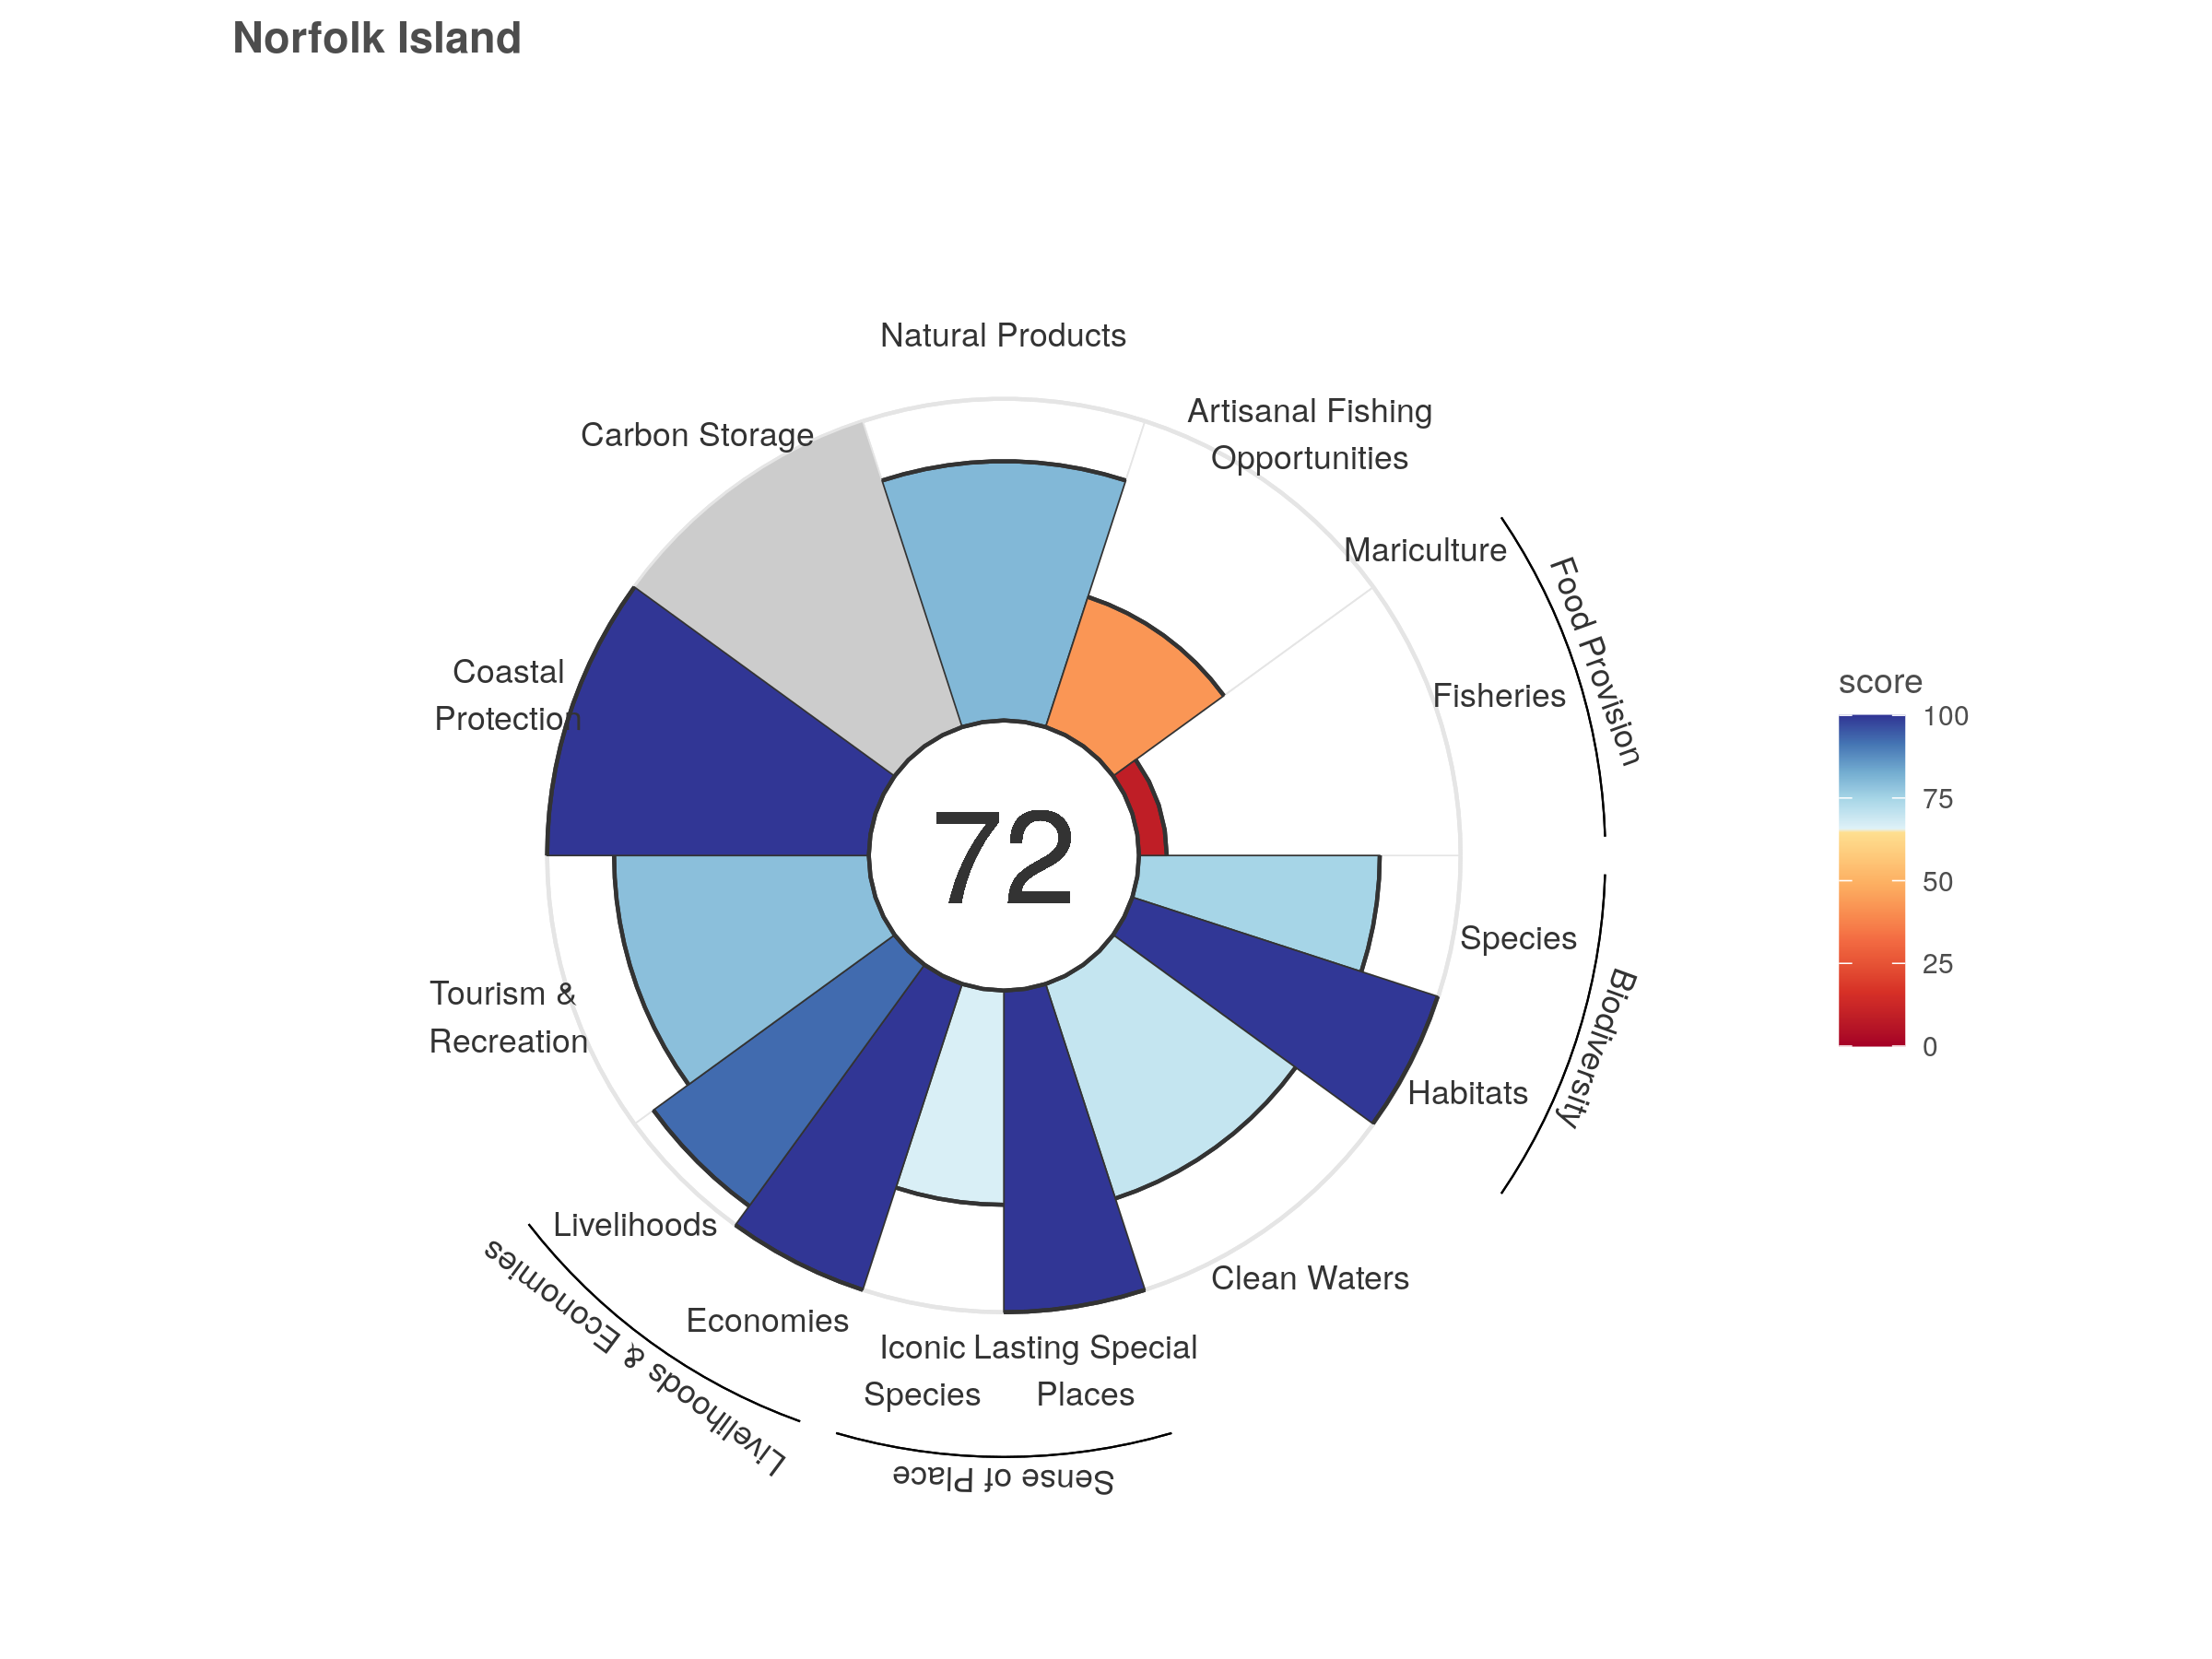 Norfolk Island
Natural Products
Artisanal Fishing
Opportunities
Carbon Storage
Mariculture
Food Provision
Fisheries
Coastal
Protection
72
Species
Biodiversity
Habitats
Tourism &
Recreation
Livelihoods
Economies
Livelihoods & Economies
Clean Waters
Iconic
Species
Lasting Special
Places
Sense of Place
score
100
75
50
25
0